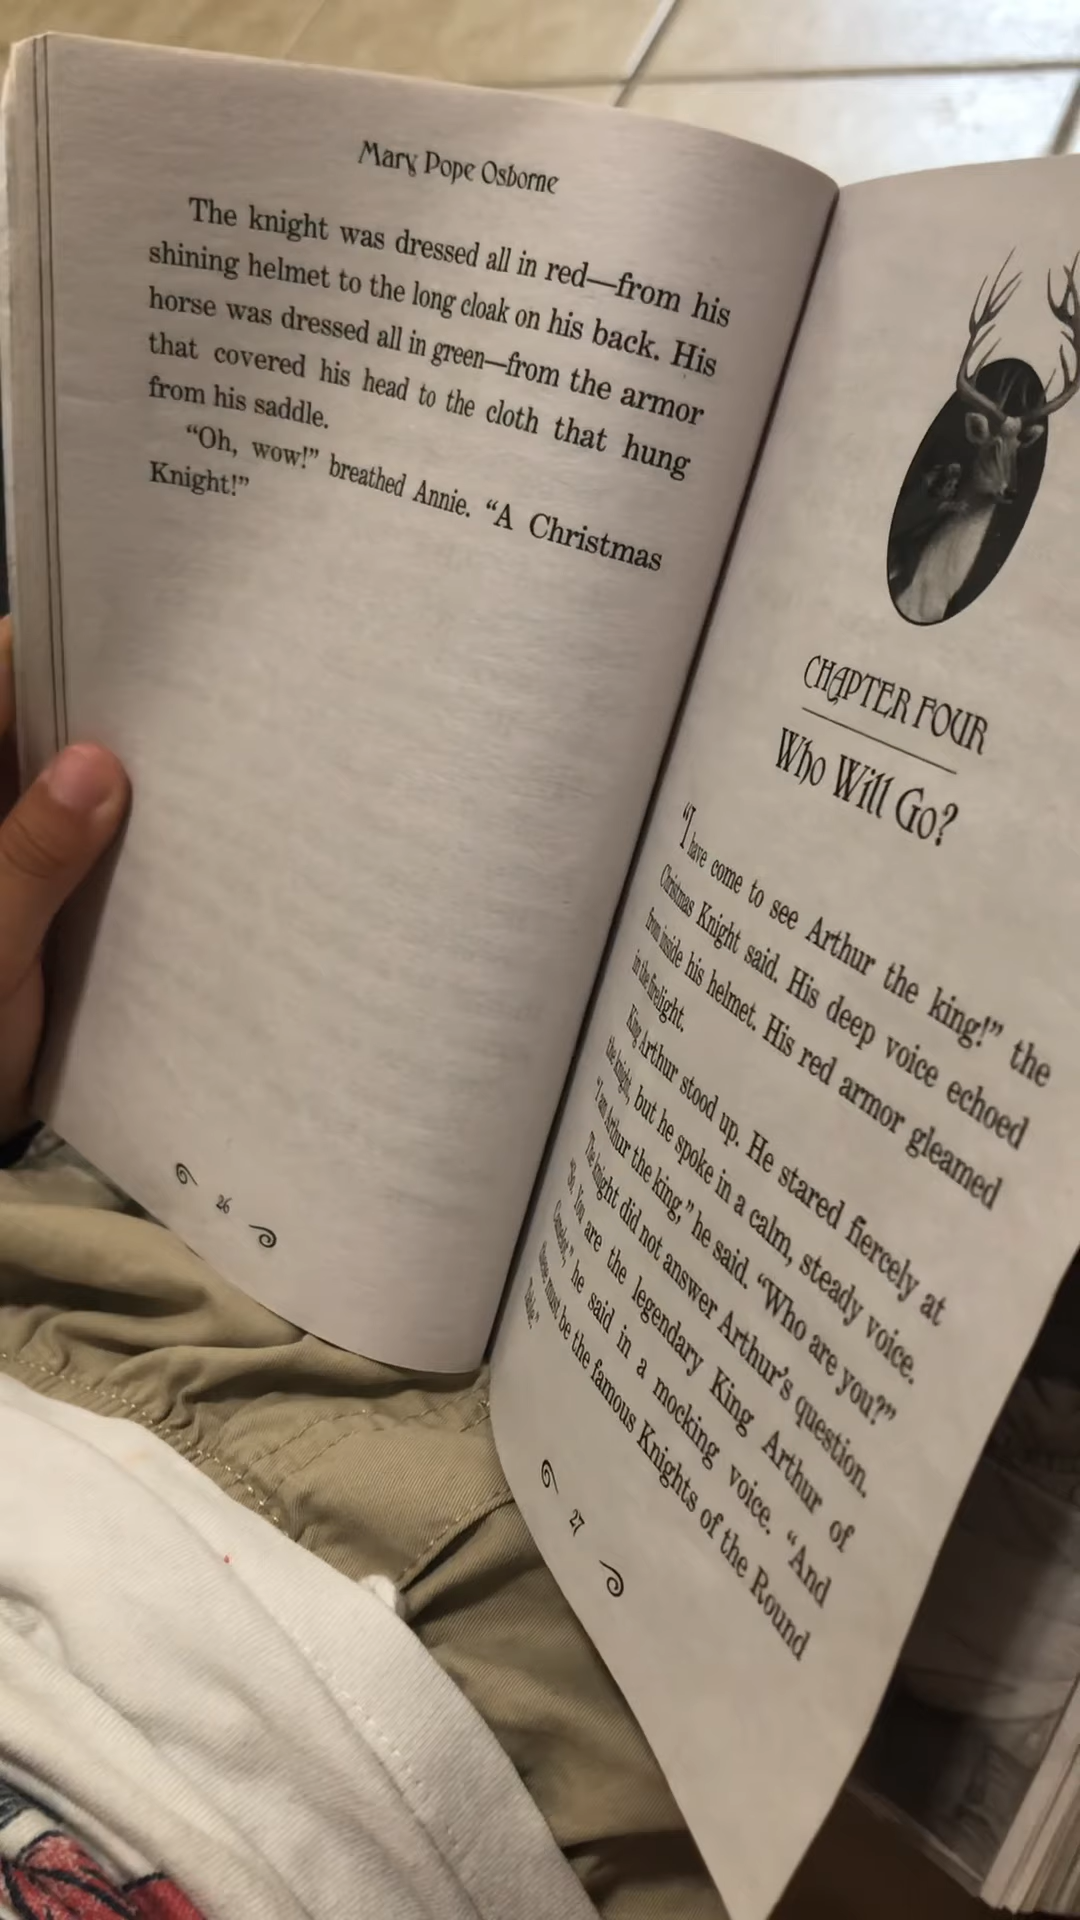 Mary Pope Osborne
The knight was dressed all in red—from his
shining helmet to the long cloak on his back. His
horse was dressed all in green—from the armor
that covered his head to the cloth that hung
from his saddle.
“Oh, wow!” breathed Annie. “A Christmas
Knight!”
26
CHAPTER FOUR
Who Will Go?
“I have come to see Arthur the king!” the
Christmas Knight said. His deep voice echoed
from inside his helmet. His red armor gleamed
in the firelight.
King Arthur stood up. He stared fiercely at
the knight, but he spoke in a calm, steady voice.
“I am Arthur the king,” he said. “Who are you?”
The knight did not answer Arthur’s question.
“So. You are the legendary King Arthur of
Camelot,” he said in a mocking voice. “And
these must be the famous Knights of the Round
Table.”
27